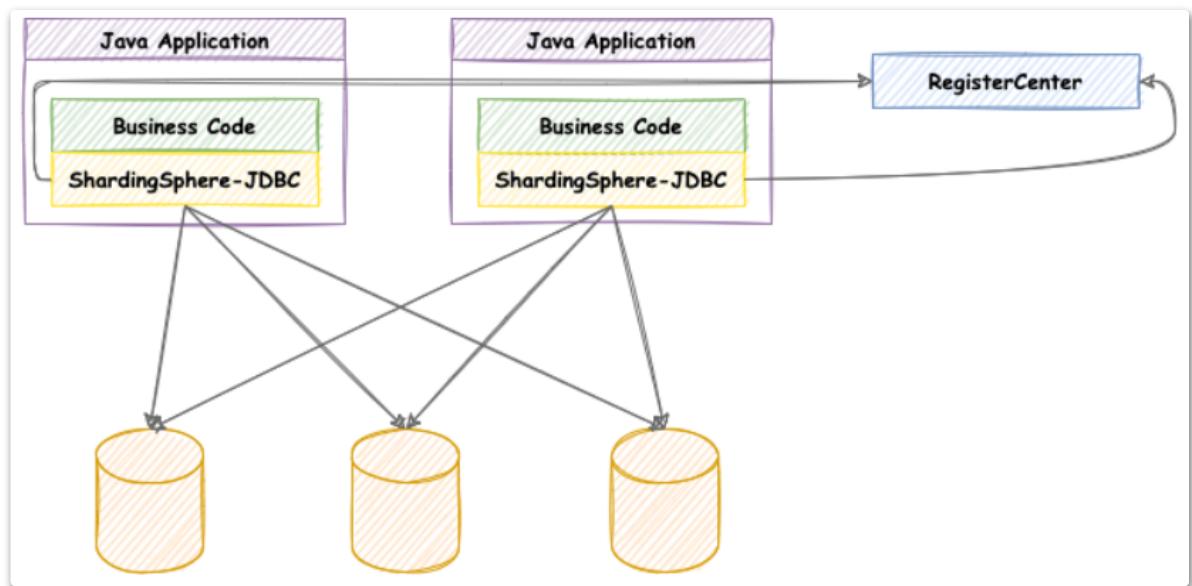 Java Application
Java Application
RegisterCenter
Business Code
Business Code
ShardingSphere-JDBC
ShardingSphere-JDBC